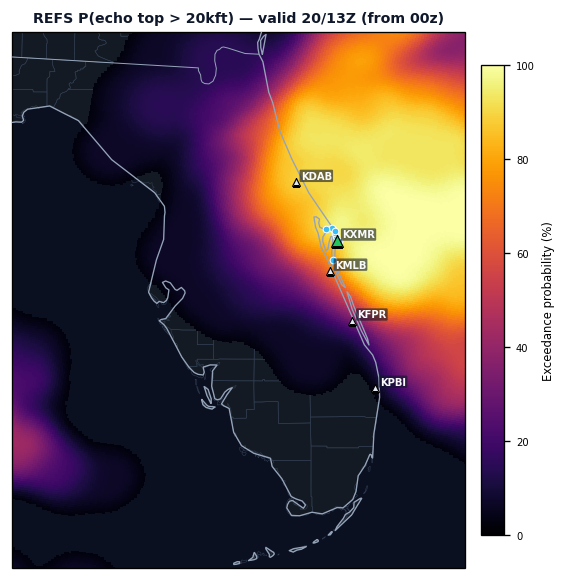 REFS P(echo top > 20kft) — valid 20/13Z (from 00z)
KDAB
KXMR
KMLB
KFPR
KPBI
100
80
60
40
20
0
Exceedance probability (%)